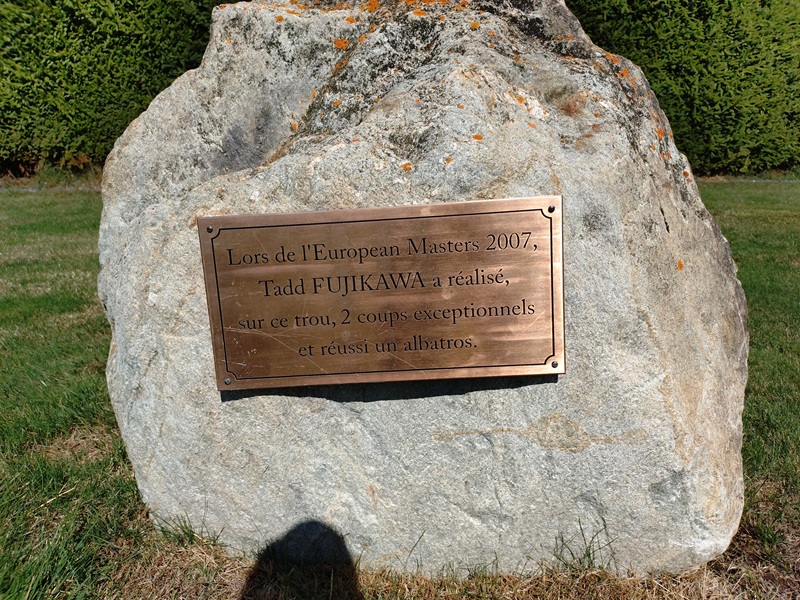 Lors de l'European Masters 2007,
Tadd FUJIKAWA a réalisé,
sur ce trou, 2 coups exceptionnels
et réussi un albatros.